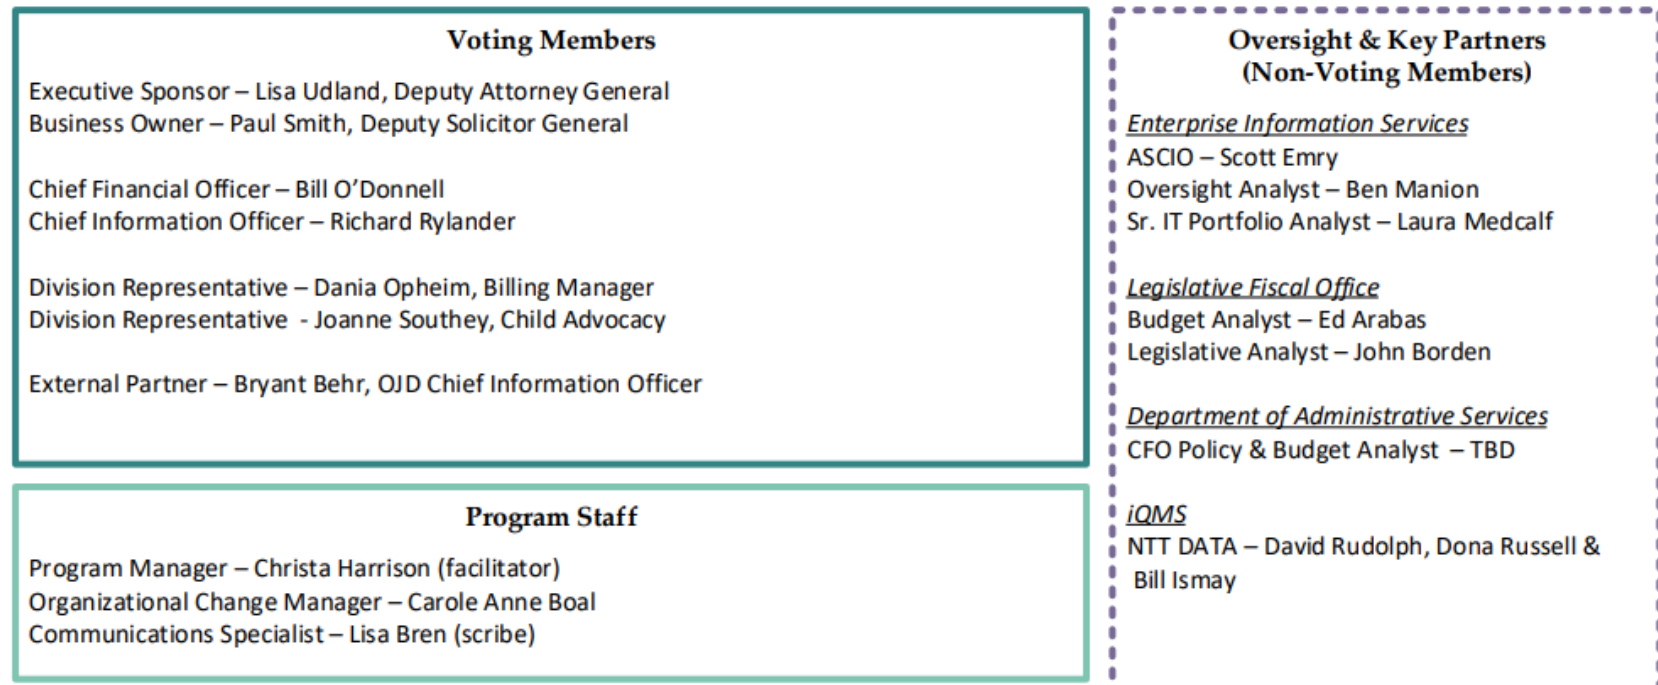 Voting Members
Executive Sponsor – Lisa Udland, Deputy Attorney General
Business Owner – Paul Smith, Deputy Solicitor General
Chief Financial Officer – Bill O’Donnell
Chief Information Officer – Richard Rylander
Division Representative – Dania Opheim, Billing Manager
Division Representative - Joanne Southey, Child Advocacy
External Partner – Bryant Behr, OJD Chief Information Officer
Program Staff
Program Manager – Christa Harrison (facilitator)
Organizational Change Manager – Carole Anne Boal
Communications Specialist – Lisa Bren (scribe)
Oversight & Key Partners
(Non-Voting Members)
Enterprise Information Services
ASCIO – Scott Emry
Oversight Analyst – Ben Manion
Sr. IT Portfolio Analyst – Laura Medcalf
Legislative Fiscal Office
Budget Analyst – Ed Arabas
Legislative Analyst – John Borden
Department of Administrative Services
CFO Policy & Budget Analyst – TBD
iQMS
NTT DATA – David Rudolph, Dona Russell &
Bill Ismay